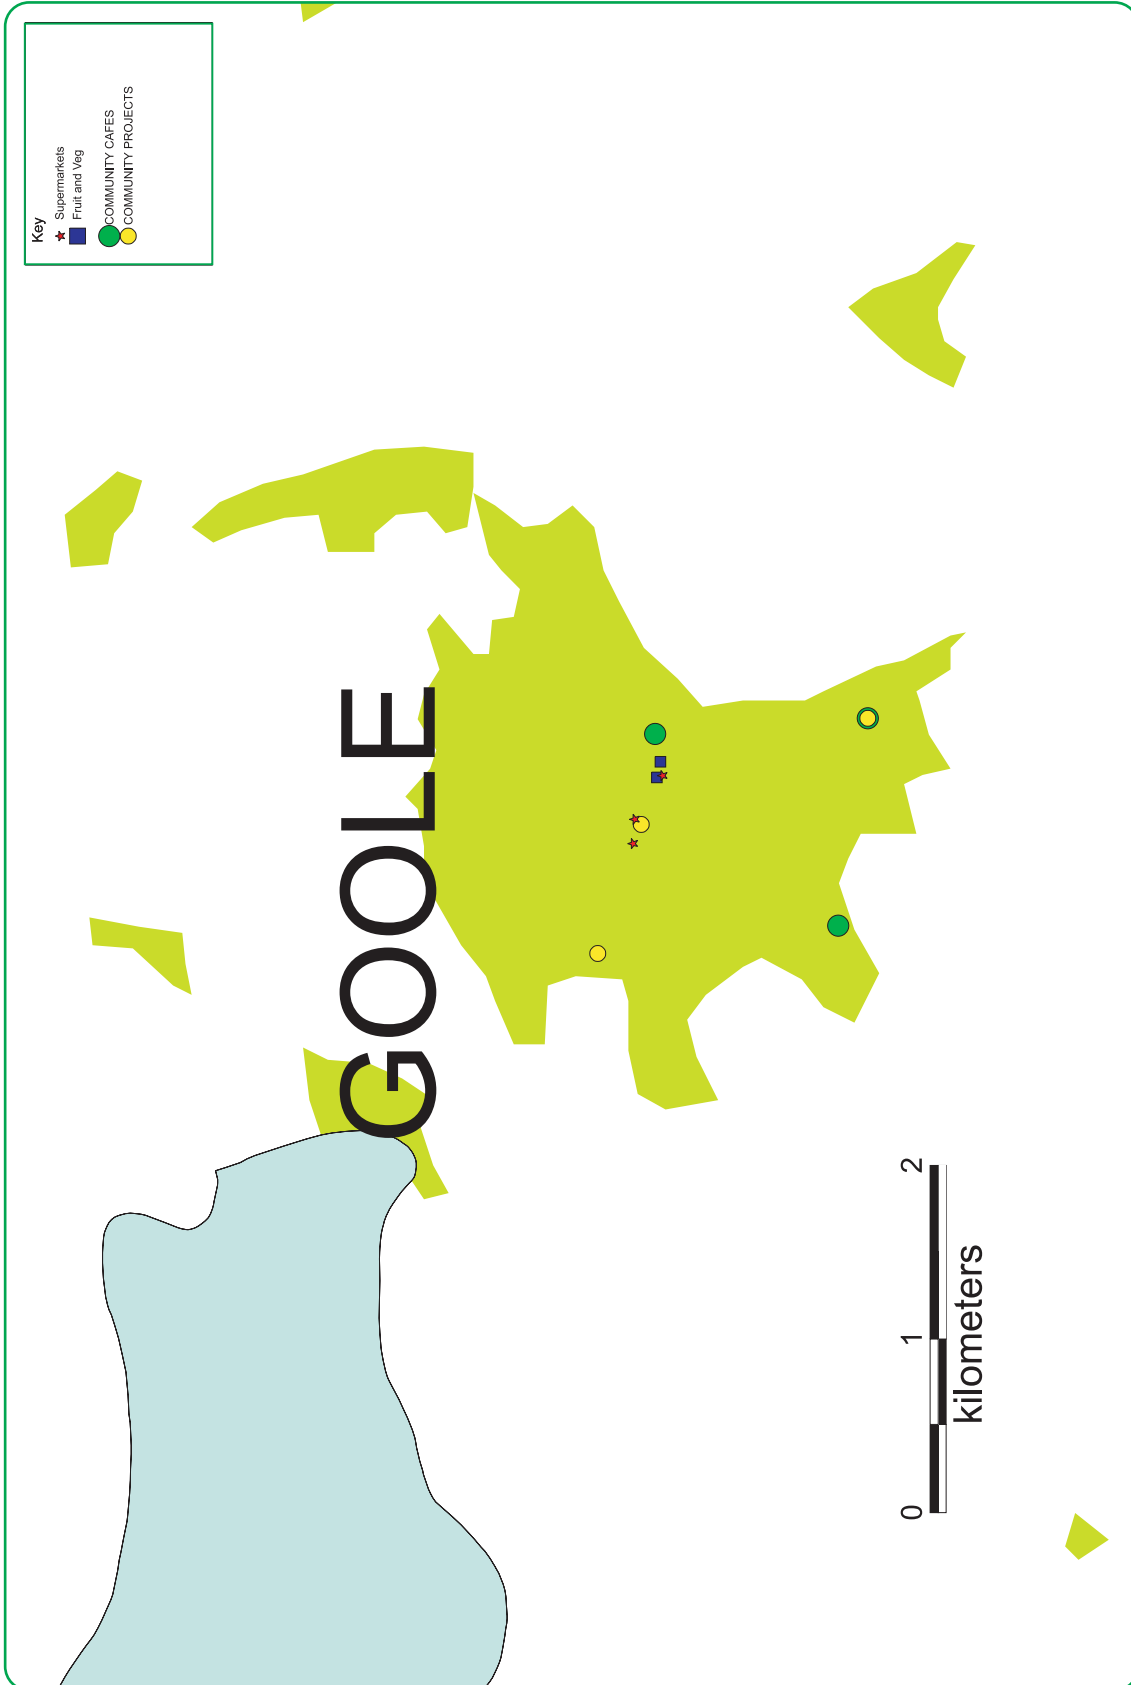 Key
Supermarkets
Fruit and Veg
COMMUNITY CAFES
COMMUNITY PROJECTS
GOOLE
0 1 2
kilometers